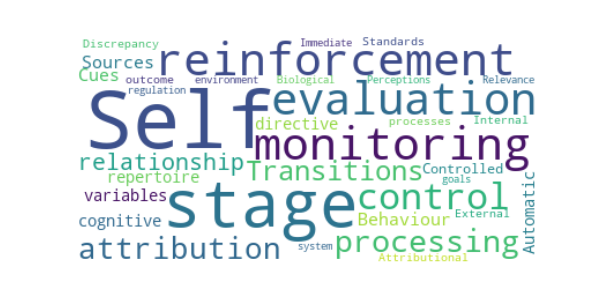 Discrepancy Immediate Standards
Sources reinforcement
Cues outcome environment Biological Perceptions Relevance
regulation
Self evaluation
directive processes Internal
monitoring
relationship Transitions Controlled
repertoire goals
variables stage control Automatic
cognitive Behaviour External
attribution system processing
Attributional